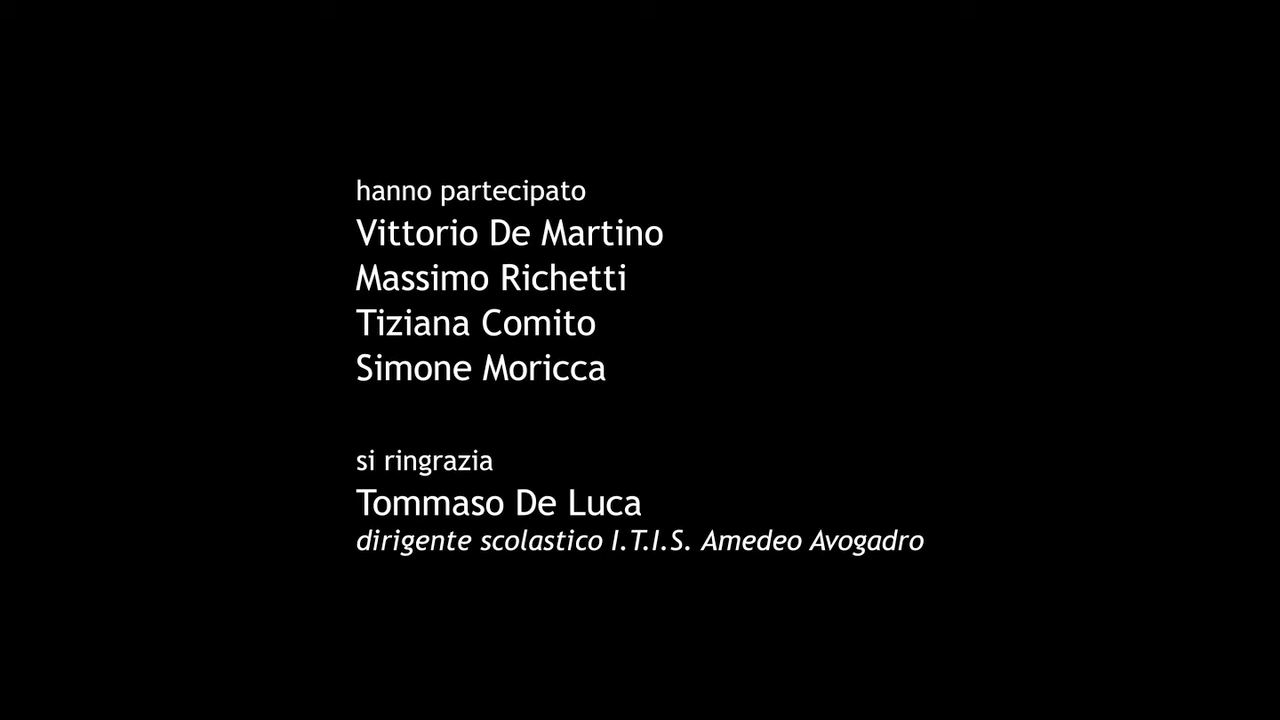 hanno partecipato
Vittorio De Martino
Massimo Richetti
Tiziana Comito
Simone Moricca
si ringrazia
Tommaso De Luca
dirigente scolastico I.T.I.S. Amedeo Avogadro